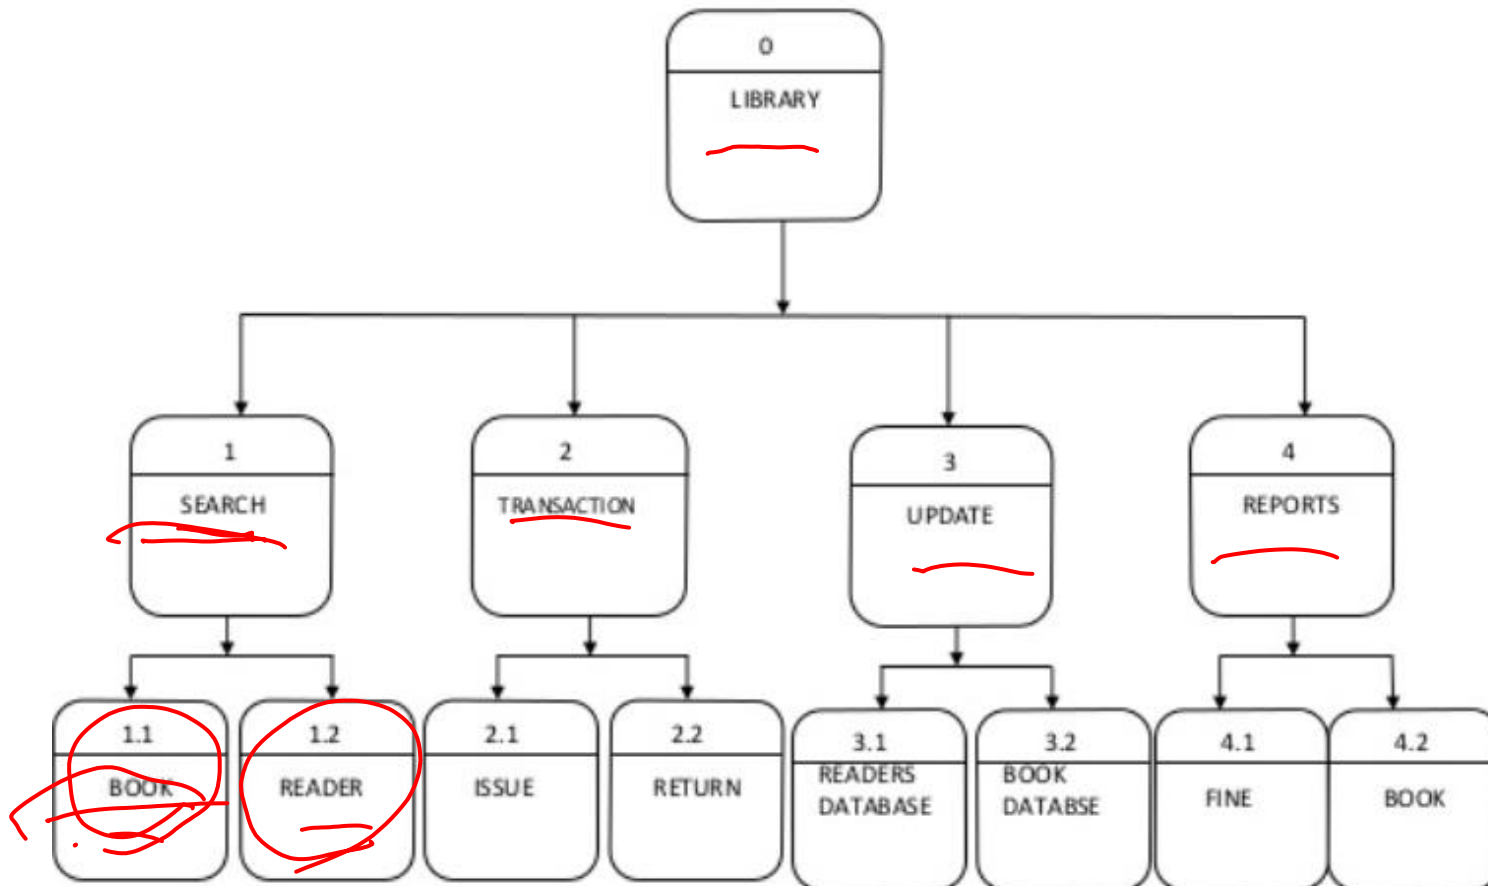 0
LIBRARY
1
SEARCH
2
TRANSACTION
3
UPDATE
4
REPORTS
1.1
BOOK
1.2
READER
2.1
ISSUE
2.2
RETURN
3.1
READERS
DATABASE
3.2
BOOK
DATABSE
4.1
FINE
4.2
BOOK